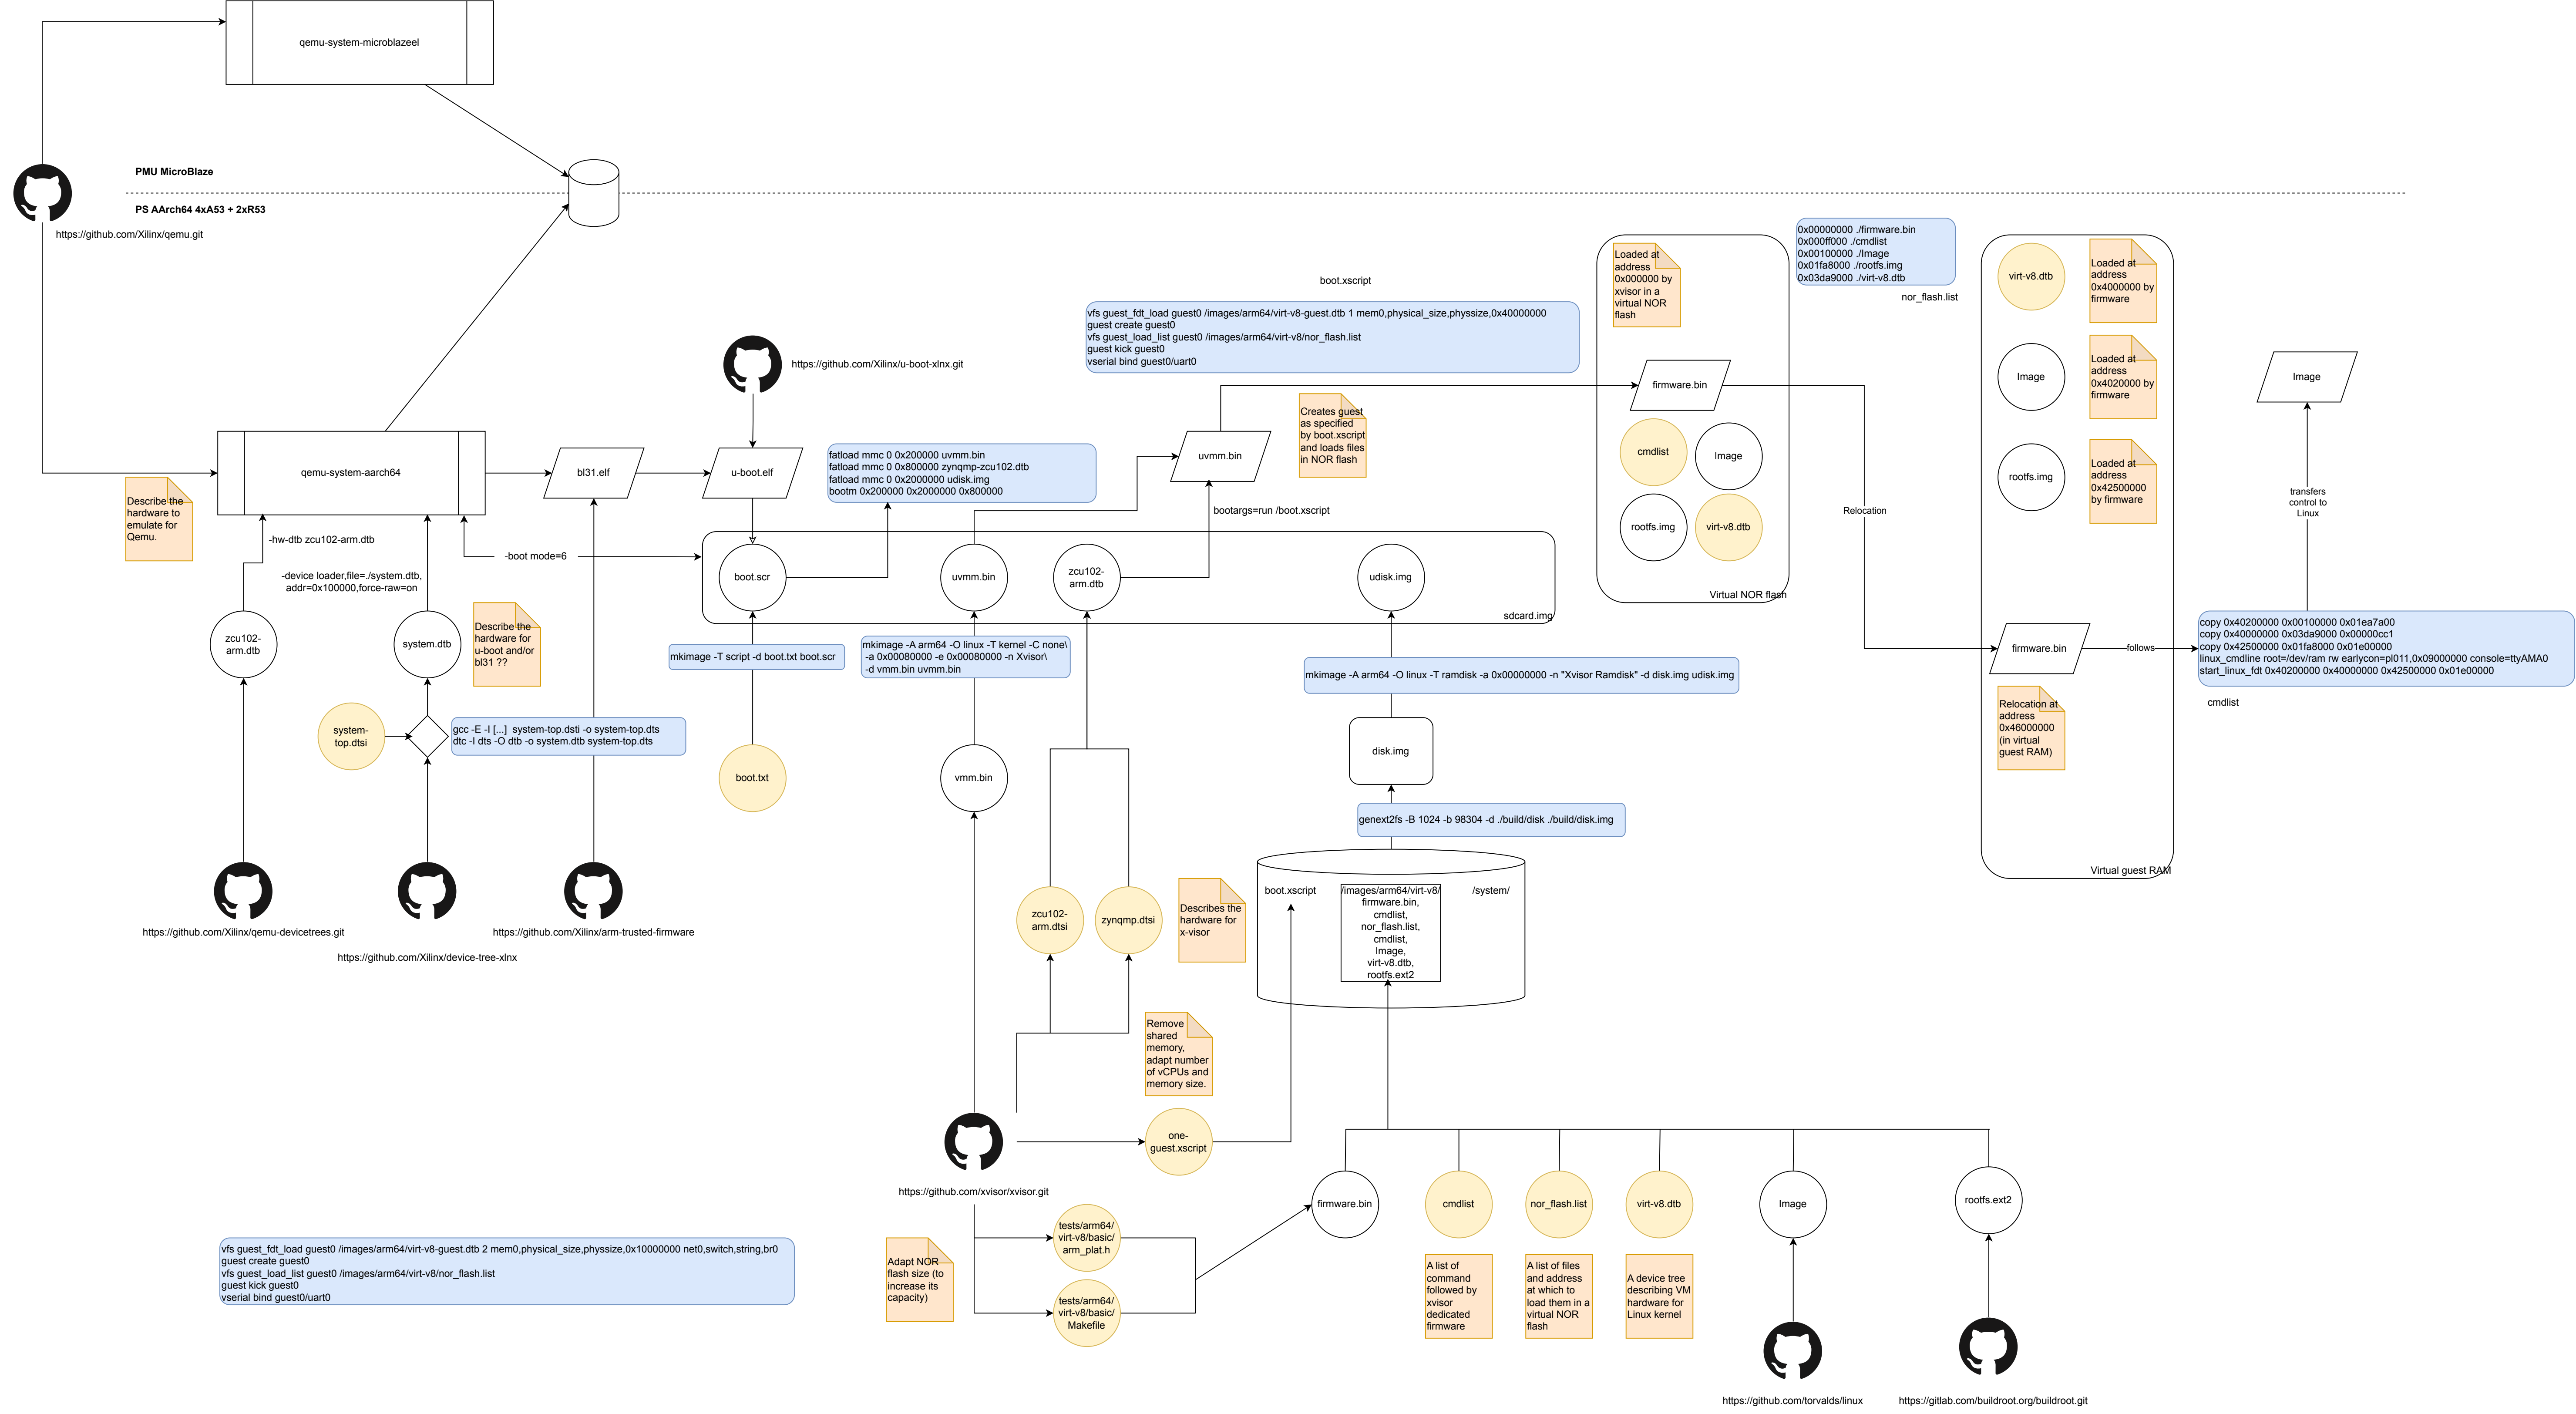 qemu-system-microblazeel
PMU MicroBlaze
PS AArch64 4xA53 + 2xR53
https://github.com/Xilinx/qemu.git
boot.xscript
vfs guest_fdt_load guest0 /images/arm64/virt-v8-guest.dtb 1 mem0,physical_size,physsize,0x40000000
guest create guest0
vfs guest_load_list guest0 /images/arm64/virt-v8/nor_flash.list
guest kick guest0
vserial bind guest0/uart0
Loaded at
address
0x000000 by
xvisor in a
virtual NOR
flash
0x00000000 ./firmware.bin
0x000ff000 ./cmdlist
0x00100000 ./Image
0x01fa8000 ./rootfs.img
0x03da9000 ./virt-v8.dtb
nor_flash.list
virt-v8.dtb
Loaded at
address
0x4000000 by
firmware
Image
Loaded at
address
0x4020000 by
firmware
rootfs.img
Loaded at
address
0x42500000
by firmware
Image
https://github.com/Xilinx/u-boot-xlnx.git
firmware.bin
cmdlist
Image
rootfs.img
virt-v8.dtb
Virtual NOR flash
Creates guest
as specified
by boot.xscript
and loads files
in NOR flash
qemu-system-aarch64
bl31.elf
u-boot.elf
fatload mmc 0 0x200000 uvmm.bin
fatload mmc 0 0x800000 zynqmp-zcu102.dtb
fatload mmc 0 0x2000000 udisk.img
bootm 0x200000 0x2000000 0x800000
uvmm.bin
bootargs=run /boot.xscript
Relocation
transfers
control to
Linux
Describe the
hardware to
emulate for
Qemu.
-hw-dtb zcu102-arm.dtb
-boot mode=6
-device loader,file=./system.dtb,
addr=0x100000,force-raw=on
boot.scr
uvmm.bin
zcu102-
arm.dtb
udisk.img
sdcard.img
zcu102-
arm.dtb
system.dtb
Describe the
hardware for
u-boot and/or
bl31 ??
mkimage -T script -d boot.txt boot.scr
mkimage -A arm64 -O linux -T kernel -C none\
-a 0x00080000 -e 0x00080000 -n Xvisor\
-d vmm.bin uvmm.bin
mkimage -A arm64 -O linux -T ramdisk -a 0x00000000 -n "Xvisor Ramdisk" -d disk.img udisk.img
firmware.bin
follows
copy 0x40200000 0x00100000 0x01ea7a00
copy 0x40000000 0x03da9000 0x00000cc1
copy 0x42500000 0x01fa8000 0x01e00000
linux_cmdline root=/dev/ram rw earlycon=pl011,0x09000000 console=ttyAMA0
start_linux_fdt 0x40200000 0x40000000 0x42500000 0x01e00000
cmdlist
Relocation at
address
0x46000000
(in virtual
guest RAM)
Virtual guest RAM
system-
top.dtsi
gcc -E -I [...]  system-top.dsti -o system-top.dts
dtc -I dts -O dtb -o system.dtb system-top.dts
boot.txt
vmm.bin
disk.img
genext2fs -B 1024 -b 98304 -d ./build/disk ./build/disk.img
https://github.com/Xilinx/qemu-devicetrees.git
https://github.com/Xilinx/device-tree-xlnx
https://github.com/Xilinx/arm-trusted-firmware
zcu102-
arm.dtsi
zynqmp.dtsi
Describes the
hardware for
x-visor
boot.xscript
/images/arm64/virt-v8/
firmware.bin,
cmdlist,
nor_flash.list,
cmdlist,
Image,
virt-v8.dtb,
rootfs.ext2
/system/
Remove
shared
memory,
adapt number
of vCPUs and
memory size.
one-
guest.xscript
https://github.com/xvisor/xvisor.git
tests/arm64/
virt-v8/basic/
arm_plat.h
tests/arm64/
virt-v8/basic/
Makefile
Adapt NOR
flash size (to
increase its
capacity)
firmware.bin
cmdlist
nor_flash.list
virt-v8.dtb
Image
rootfs.ext2
A list of
command
followed by
xvisor
dedicated
firmware
A list of files
and address
at which to
load them in a
virtual NOR
flash
A device tree
describing VM
hardware for
Linux kernel
vfs guest_fdt_load guest0 /images/arm64/virt-v8-guest.dtb 2 mem0,physical_size,physsize,0x10000000 net0,switch,string,br0
guest create guest0
vfs guest_load_list guest0 /images/arm64/virt-v8/nor_flash.list
guest kick guest0
vserial bind guest0/uart0
https://github.com/torvalds/linux
https://gitlab.com/buildroot.org/buildroot.git